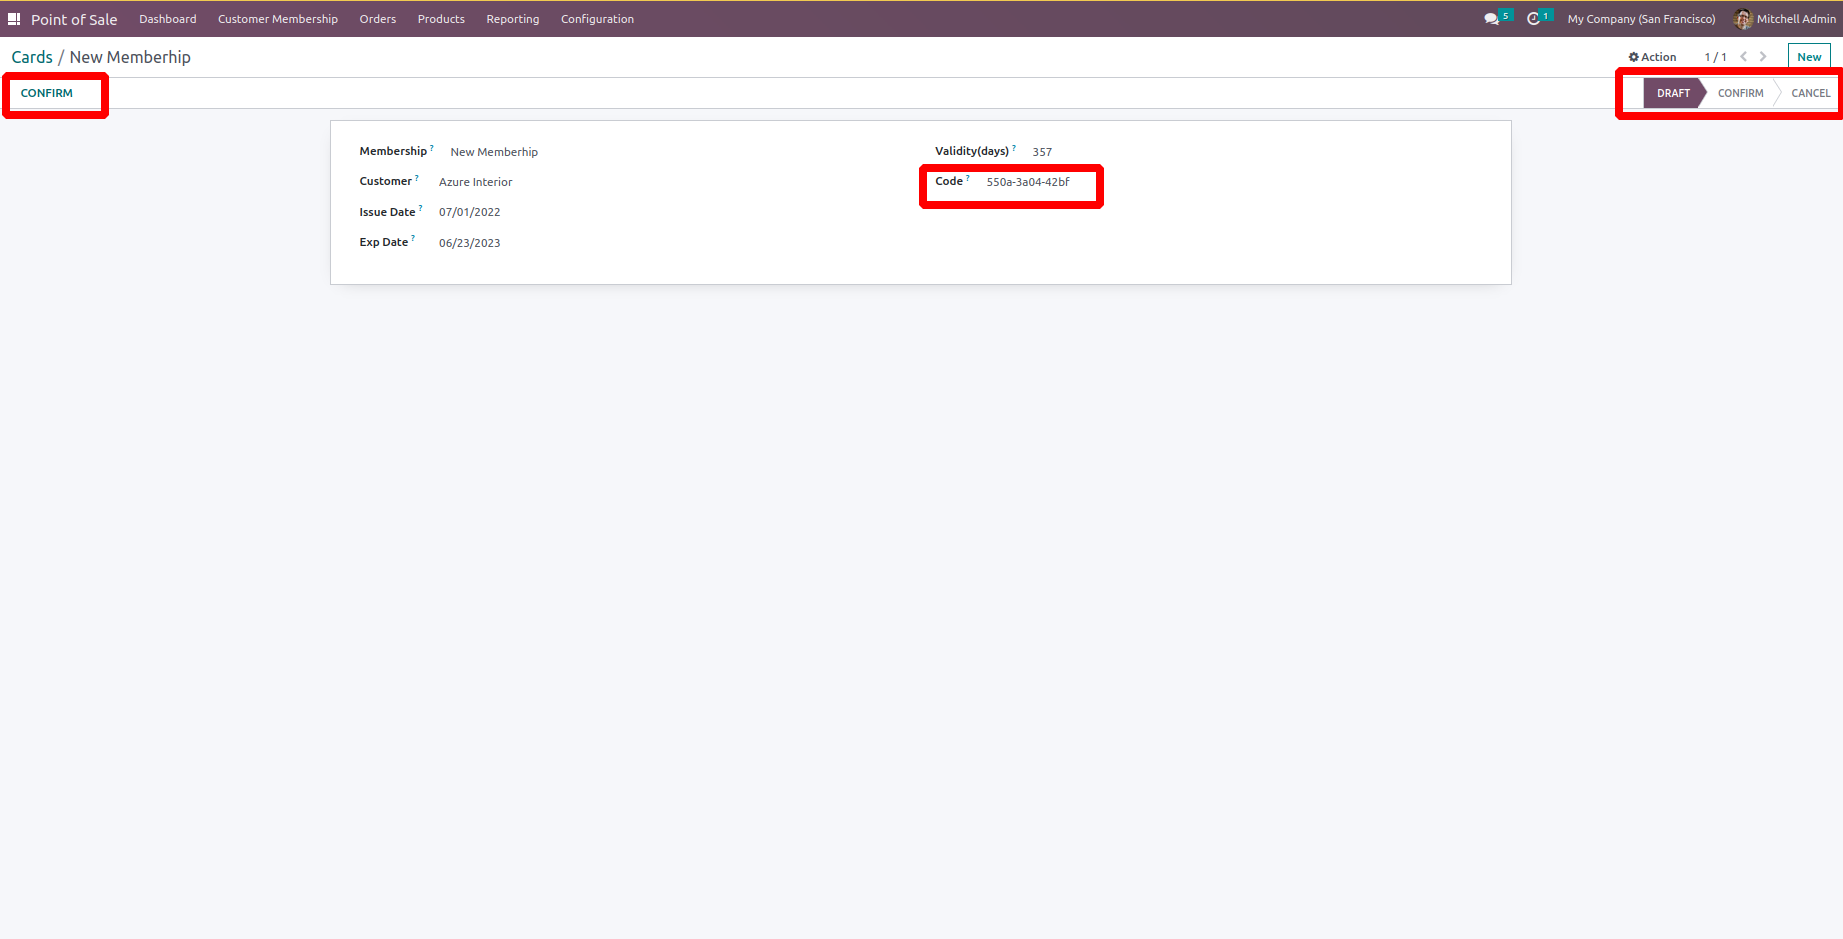 Point of Sale Dashboard Customer Membership Orders Products Reporting Configuration 5 1 My Company (San Francisco) Mitchell Admin
Cards / New Memberhip Action 1 / 1 New
CONFIRM DRAFT CONFIRM CANCEL
Membership ? New Memberhip Validity(days) ? 357
Customer ? Azure Interior Code ? 550a-3a04-42bf
Issue Date ? 07/01/2022
Exp Date ? 06/23/2023